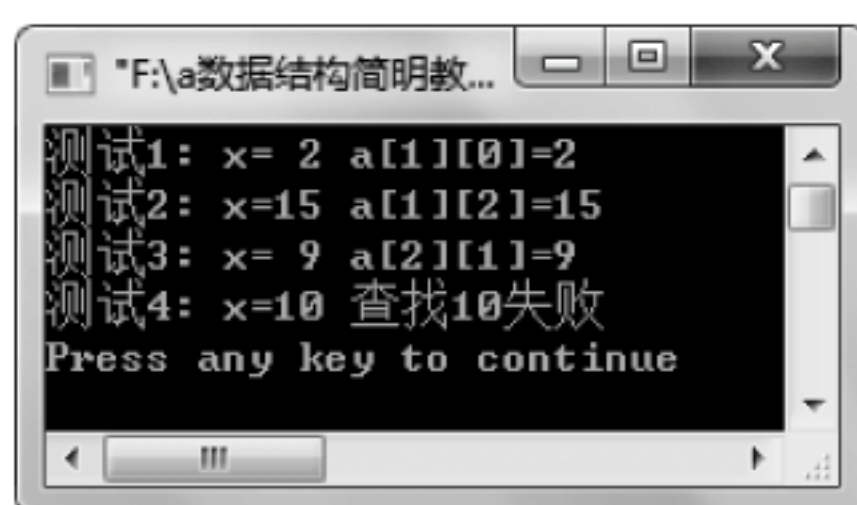 "F:\a数据结构简明教...
测试1: x= 2 a[1][0]=2
测试2: x=15 a[1][2]=15
测试3: x= 9 a[2][1]=9
测试4: x=10 查找10失败
Press any key to continue